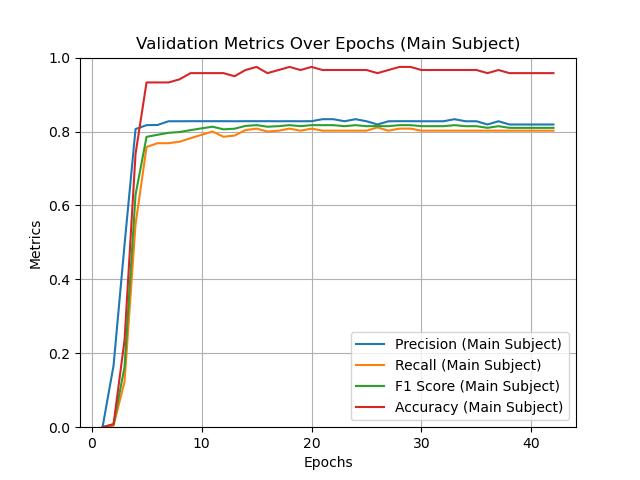 Validation Metrics Over Epochs (Main Subject)
1.0
0.8
0.6
0.4
0.2
0.0
Metrics
0
10
20
30
40
Epochs
Precision (Main Subject)
Recall (Main Subject)
F1 Score (Main Subject)
Accuracy (Main Subject)